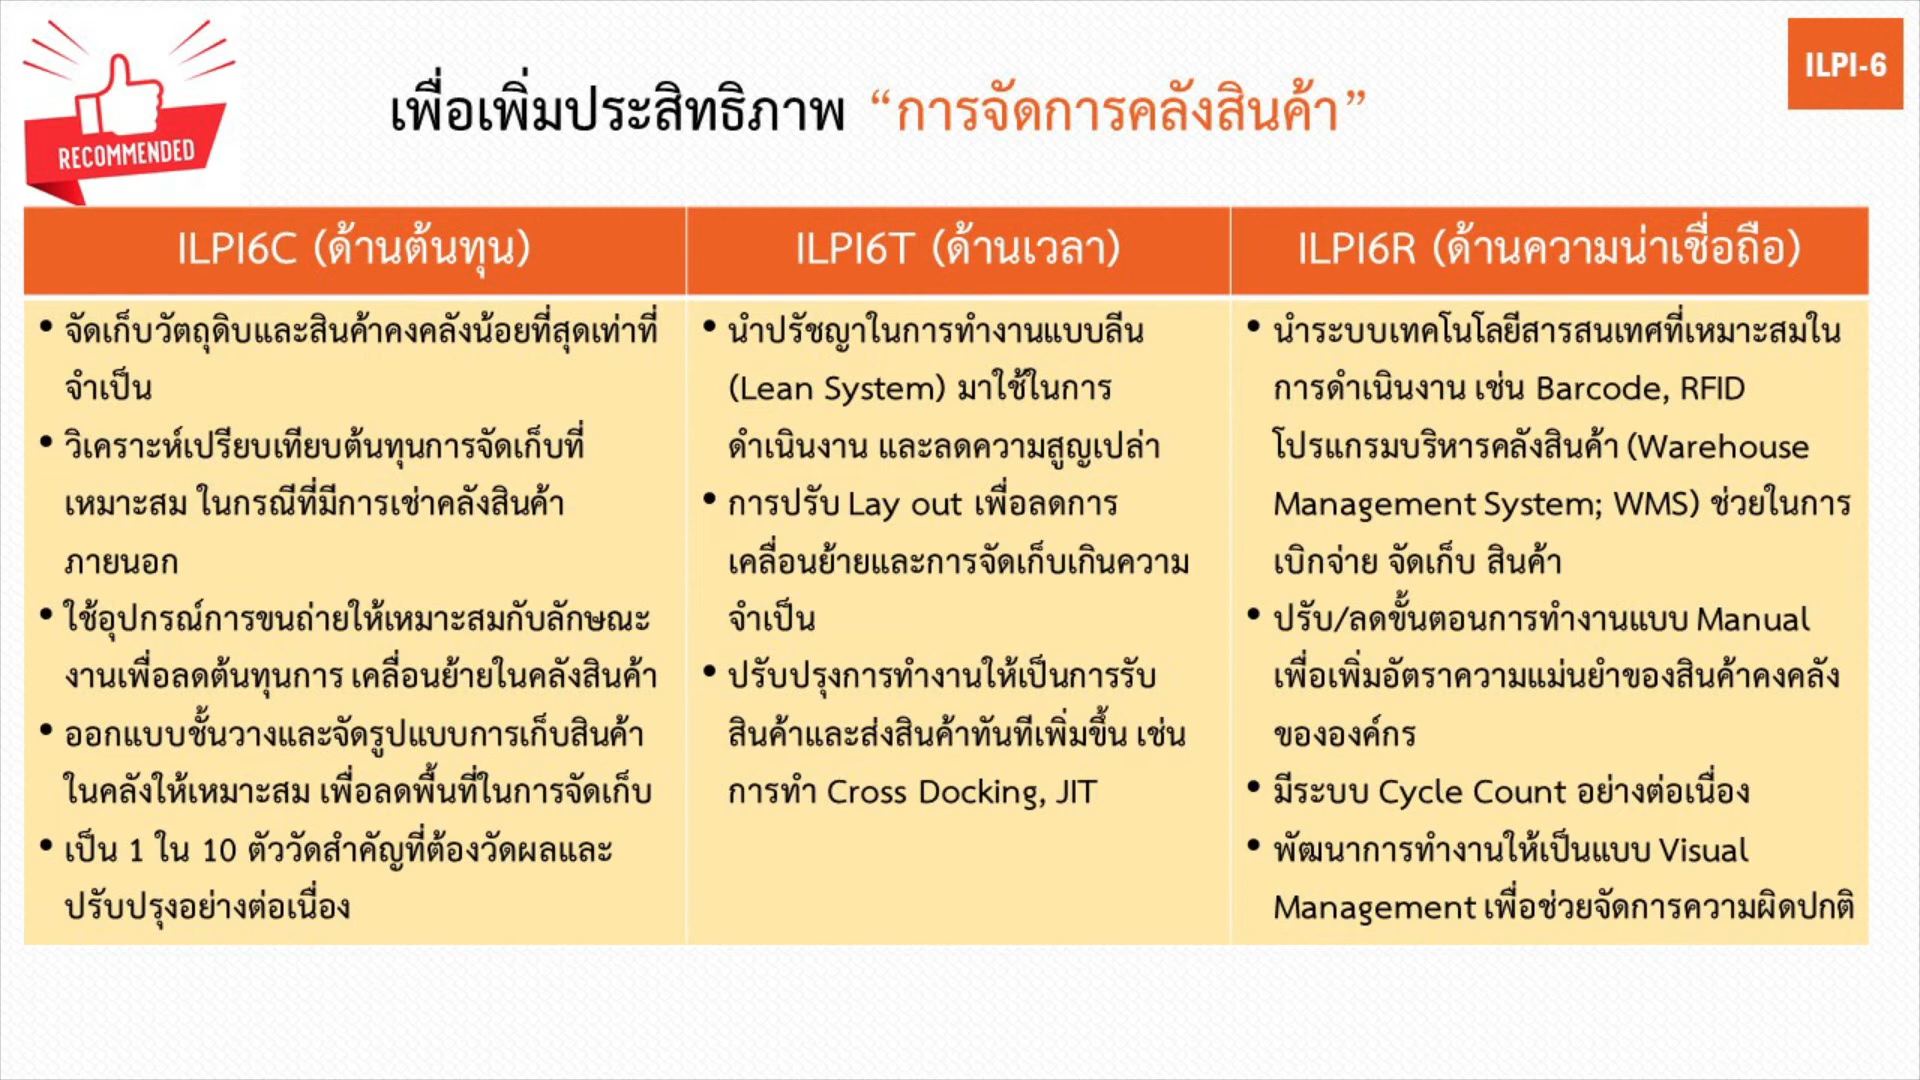 RECOMMENDED
เพื่อเพิ่มประสิทธิภาพ “การจัดการคลังสินค้า”
ILPI-6
ILPI6C (ด้านต้นทุน)
• จัดเก็บวัตถุดิบและสินค้าคงคลังน้อยที่สุดเท่าที่
จำเป็น
• วิเคราะห์เปรียบเทียบต้นทุนการจัดเก็บที่
เหมาะสม ในกรณีที่มีการเช่าคลังสินค้า
ภายนอก
• ใช้อุปกรณ์การขนถ่ายให้เหมาะสมกับลักษณะ
งานเพื่อลดต้นทุนการ เคลื่อนย้ายในคลังสินค้า
• ออกแบบชั้นวางและจัดรูปแบบการเก็บสินค้า
ในคลังให้เหมาะสม เพื่อลดพื้นที่ในการจัดเก็บ
• เป็น 1 ใน 10 ตัววัดสำคัญที่ต้องวัดผลและ
ปรับปรุงอย่างต่อเนื่อง
ILPI6T (ด้านเวลา)
• นำปรัชญาในการทำงานแบบลีน
(Lean System) มาใช้ในการ
ดำเนินงาน และลดความสูญเปล่า
• การปรับ Lay out เพื่อลดการ
เคลื่อนย้ายและการจัดเก็บเกินความ
จำเป็น
• ปรับปรุงการทำงานให้เป็นการรับ
สินค้าและส่งสินค้าทันทีเพิ่มขึ้น เช่น
การทำ Cross Docking, JIT
ILPI6R (ด้านความน่าเชื่อถือ)
• นำระบบเทคโนโลยีสารสนเทศที่เหมาะสมใน
การดำเนินงาน เช่น Barcode, RFID
โปรแกรมบริหารคลังสินค้า (Warehouse
Management System; WMS) ช่วยในการ
เบิกจ่าย จัดเก็บ สินค้า
• ปรับ/ลดขั้นตอนการทำงานแบบ Manual
เพื่อเพิ่มอัตราความแม่นยำของสินค้าคงคลัง
ขององค์กร
• มีระบบ Cycle Count อย่างต่อเนื่อง
• พัฒนาการทำงานให้เป็นแบบ Visual
Management เพื่อช่วยจัดการความผิดปกติ